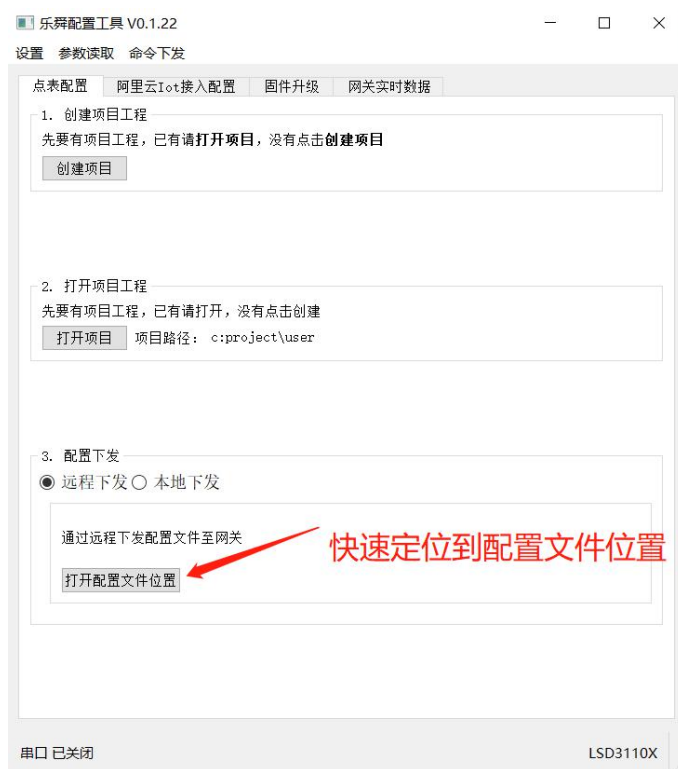 乐舜配置工具 V0.1.22
设置 参数读取 命令下发
点表配置 阿里云Iot接入配置 固件升级 网关实时数据
1. 创建项目工程
先要有项目工程，已有请打开项目，没有点击创建项目
创建项目
2. 打开项目工程
先要有项目工程，已有请打开，没有点击创建
打开项目 项目路径： c:project\user
3. 配置下发
远程下发 本地下发
通过远程下发配置文件至网关
快速定位到配置文件位置
打开配置文件位置
串口 已关闭 LSD3110X